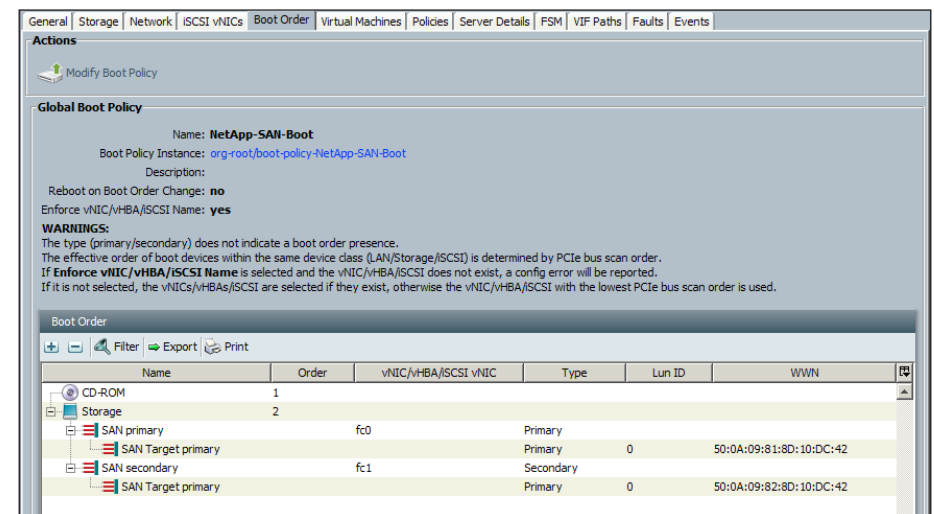 General Storage Network iSCSI vNICs Boot Order Virtual Machines Policies Server Details FSM VIF Paths Faults Events
Actions
Modify Boot Policy
Global Boot Policy
Name: NetApp-SAN-Boot
Boot Policy Instance: org-root/boot-policy-NetApp-SAN-Boot
Description:
Reboot on Boot Order Change: no
Enforce vNIC/vHBA/iSCSI Name: yes
WARNINGS:
The type (primary/secondary) does not indicate a boot order presence.
The effective order of boot devices within the same device class (LAN/Storage/iSCSI) is determined by PCIe bus scan order.
If Enforce vNIC/vHBA/iSCSI Name is selected and the vNIC/vHBA/iSCSI does not exist, a config error will be reported.
If it is not selected, the vNICs/vHBAs/iSCSI are selected if they exist, otherwise the vNIC/vHBA/iSCSI with the lowest PCIe bus scan order is used.
Boot Order
Filter Export Print
Name Order vNIC/vHBA/iSCSI vNIC Type Lun ID WWN
CD-ROM 1
Storage 2
SAN primary fc0 Primary
SAN Target primary Primary 0 50:0A:09:81:8D:10:DC:42
SAN secondary fc1 Secondary
SAN Target primary Primary 0 50:0A:09:82:8D:10:DC:42